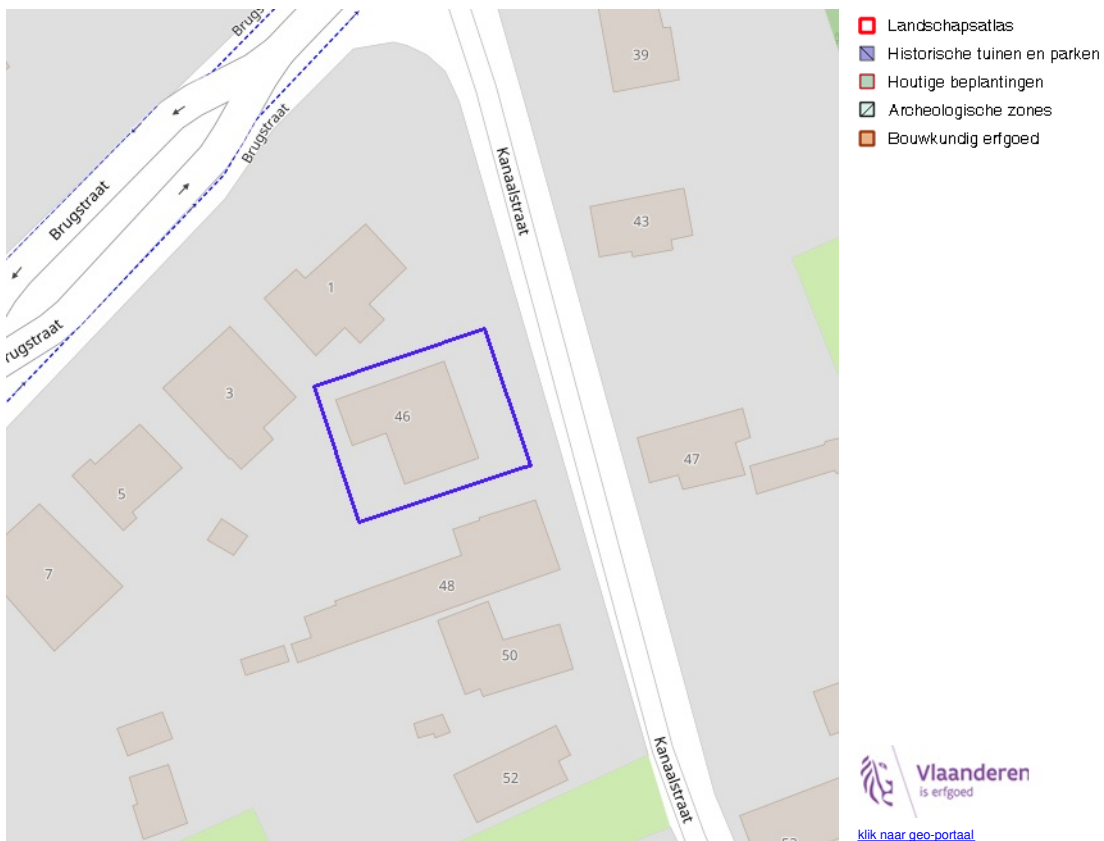 Brugs
Brugstraat
Brugstraat
rugstraat
Kanaalstraat
Kanaalstraat
39
43
1
3
46
47
5
7
48
50
52
Landschapsatlas
Historische tuinen en parken
Houtige beplantingen
Archeologische zones
Bouwkundig erfgoed
Vlaanderen
is erfgoed
klik naar geo-portaal